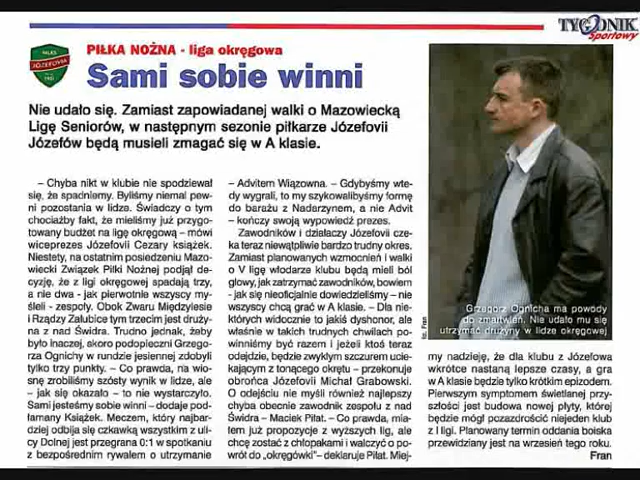 TYGODNIK
Sportowy
JÓZEFOVIA
PIŁKA NOŻNA - liga okręgowa
Sami sobie winni
Nie udało się. Zamiast zapowiadanej walki o Mazowiecką
Ligę Seniorów, w następnym sezonie piłkarze Józefovii
Józefów będą musieli zmagać się w A klasie.
– Chyba nikt w klubie nie spodziewał
się, że spadniemy. Byliśmy niemal pew-
ni pozostania w lidze. Świadczy o tym
chociażby fakt, że mieliśmy już przygo-
towany budżet na ligę okręgową – mówi
wiceprezes Józefovii Cezary książek.
Niestety, na ostatnim posiedzeniu Mazo-
wiecki Związek Piłki Nożnej podjął de-
cyzję, że z ligi okręgowej spadają trzy,
a nie dwa - jak pierwotnie wszyscy my-
śleli - zespoły. Obok Zwaru Międzylesie
i Rządzy Załubice tym trzecim jest druży-
na z nad Świdra. Trudno jednak, żeby
było inaczej, skoro podopieczni Grzego-
rza Ognichy w rundzie jesiennej zdobyli
tylko trzy punkty. – Co prawda, na wio-
snę zrobiliśmy szósty wynik w lidze, ale
– jak się okazało – to nie wystarczyło.
Sami jesteśmy sobie winni – dodaje pod-
łamany Książek. Meczem, który najbar-
dziej odbija się czkawką wszystkim z uli-
cy Dolnej jest przegrana 0:1 w spotkaniu
z bezpośrednim rywalem o utrzymanie
– Advitem Wiązowna. – Gdybyśmy wte-
dy wygrali, to my szykowalibyśmy formę
do barażu z Nadarzynem, a nie Advit
– kończy swoją wypowiedź prezes.
Zawodników i działaczy Józefovii cze-
ka teraz niewątpliwie bardzo trudny okres.
Zamiast planowanych wzmocnień i walki
o V ligę włodarze klubu będą mieli ból
głowy, jak zatrzymać zawodników, bowiem
- jak się nieoficjalnie dowiedzieliśmy – nie
wszyscy chcą grać w A klasie. – Dla nie-
których widocznie to jakiś dyshonor, ale
właśnie w takich trudnych chwilach po-
winniśmy być razem i jeżeli ktoś teraz
odejdzie, będzie zwykłym szczurem ucie-
kającym z tonącego okrętu – przekonuje
obrońca Józefovii Michał Grabowski.
O odejściu nie myśli również najlepszy
chyba obecnie zawodnik zespołu z nad
Świdra – Maciek Piłat. – Co prawda, mia-
łem już propozycje z wyższych lig, ale
chcę zostać z chłopakami i walczyć o po-
wrót do „okręgówki"– deklaruje Piłat. Miej-
fot. Fran
Grzegorz Ognicha ma powody
do zmartwień. Nie udało mu się
utrzymać drużyny w lidze okręgowej
my nadzieję, że dla klubu z Józefowa
wkrótce nastaną lepsze czasy, a gra
w A klasie będzie tylko krótkim epizodem.
Pierwszym symptomem świetlanej przy-
szłości jest budowa nowej płyty, której
będzie mógł pozazdrościć niejeden klub
z I ligi. Planowany termin oddania boiska
przewidziany jest na wrzesień tego roku.
Fran